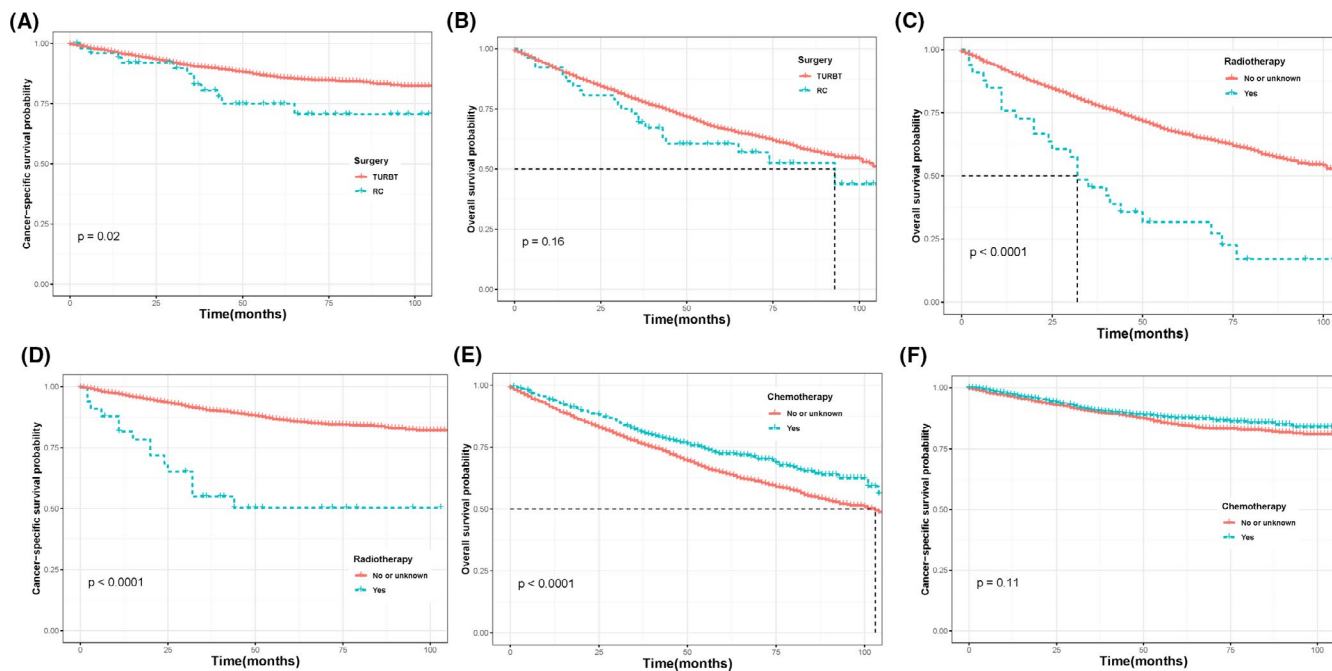 (A)
Cancer-specific survival probability
1.00
0.75
0.50
0.25
0.00
Surgery
TURBT
RC
p = 0.02
0
25
50
75
100
Time(months)
(B)
Overall survival probability
1.00
0.75
0.50
0.25
0.00
Surgery
TURBT
RC
p = 0.16
0
25
50
75
100
Time(months)
(C)
Overall survival probability
1.00
0.75
0.50
0.25
0.00
Radiotherapy
No or unknown
Yes
p < 0.0001
0
25
50
75
100
Time(months)
(D)
Cancer-specific survival probability
1.00
0.75
0.50
0.25
0.00
Radiotherapy
No or unknown
Yes
p < 0.0001
0
25
50
75
100
Time(months)
(E)
Overall survival probability
1.00
0.75
0.50
0.25
0.00
Chemotherapy
No or unknown
Yes
p < 0.0001
0
25
50
75
100
Time(months)
(F)
Cancer-specific survival probability
1.00
0.75
0.50
0.25
0.00
Chemotherapy
No or unknown
Yes
p = 0.11
0
25
50
75
100
Time(months)